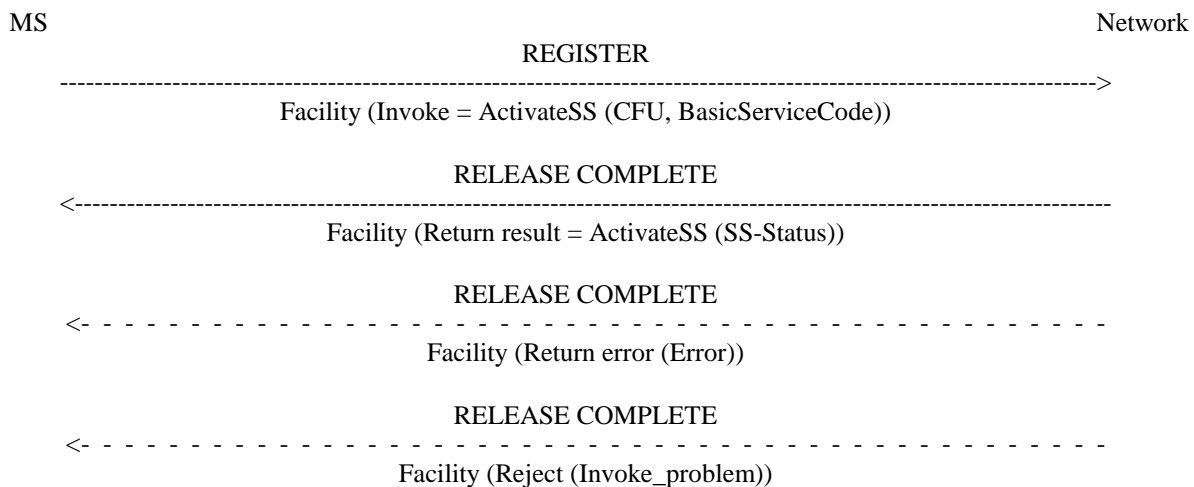 MS Network
REGISTER
Facility (Invoke = ActivateSS (CFU, BasicServiceCode))
RELEASE COMPLETE
Facility (Return result = ActivateSS (SS-Status))
RELEASE COMPLETE
Facility (Return error (Error))
RELEASE COMPLETE
Facility (Reject (Invoke_problem))